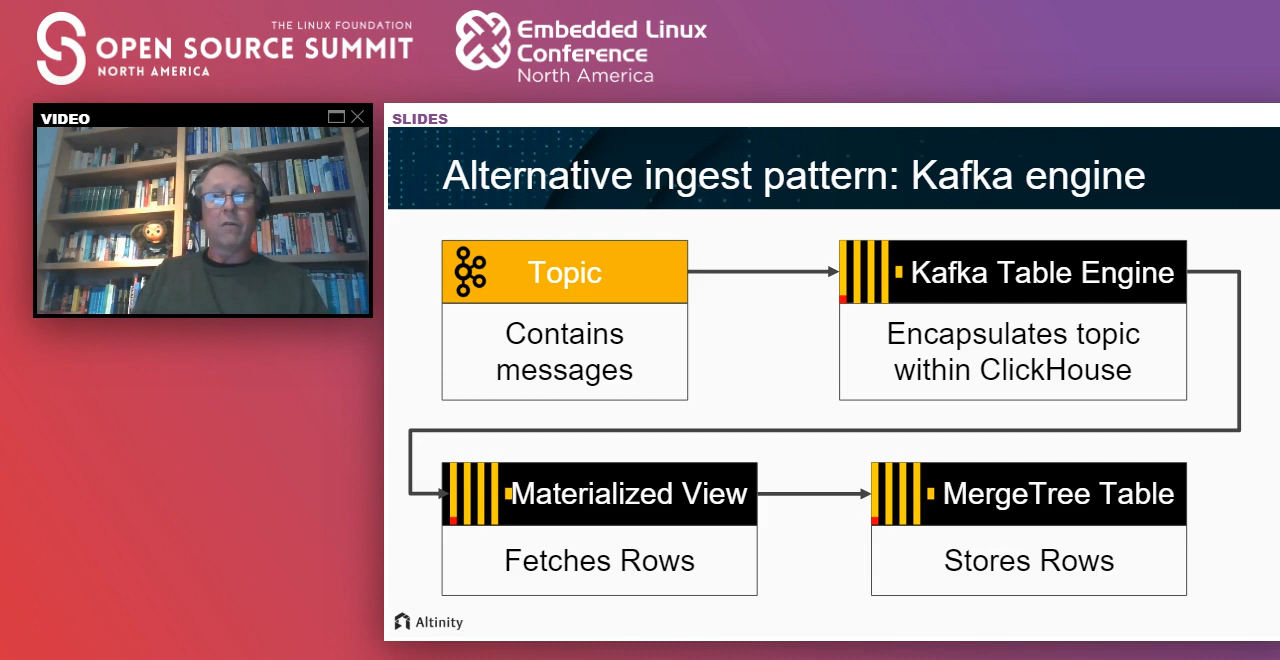 THE LINUX FOUNDATION
OPEN SOURCE SUMMIT
NORTH AMERICA
Embedded Linux
Conference
North America
VIDEO
SLIDES
Alternative ingest pattern: Kafka engine
Topic
Contains
messages
Kafka Table Engine
Encapsulates topic
within ClickHouse
Materialized View
Fetches Rows
MergeTree Table
Stores Rows
Altinity